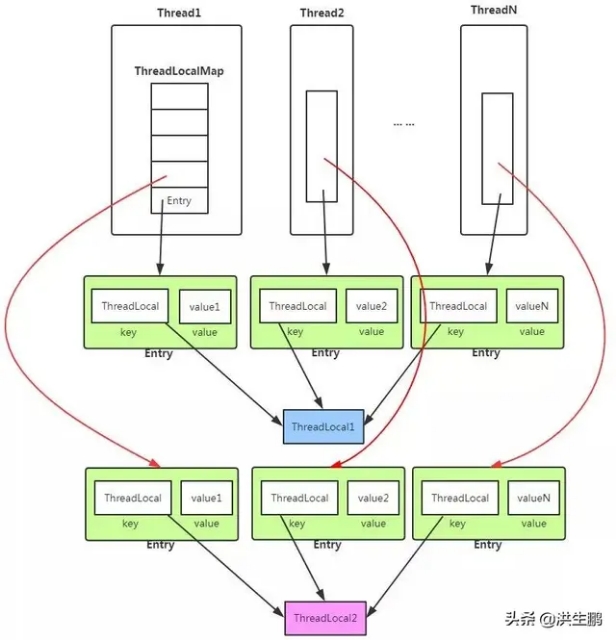 Thread1
Thread2
ThreadN
ThreadLocalMap
... ...
Entry
ThreadLocal
value1
key
value
Entry
ThreadLocal
value2
key
value
Entry
ThreadLocal
valueN
key
value
Entry
ThreadLocal1
ThreadLocal
value1
key
value
Entry
ThreadLocal
value2
key
value
Entry
ThreadLocal
valueN
key
value
Entry
ThreadLocal2
头条 @洪生鹏